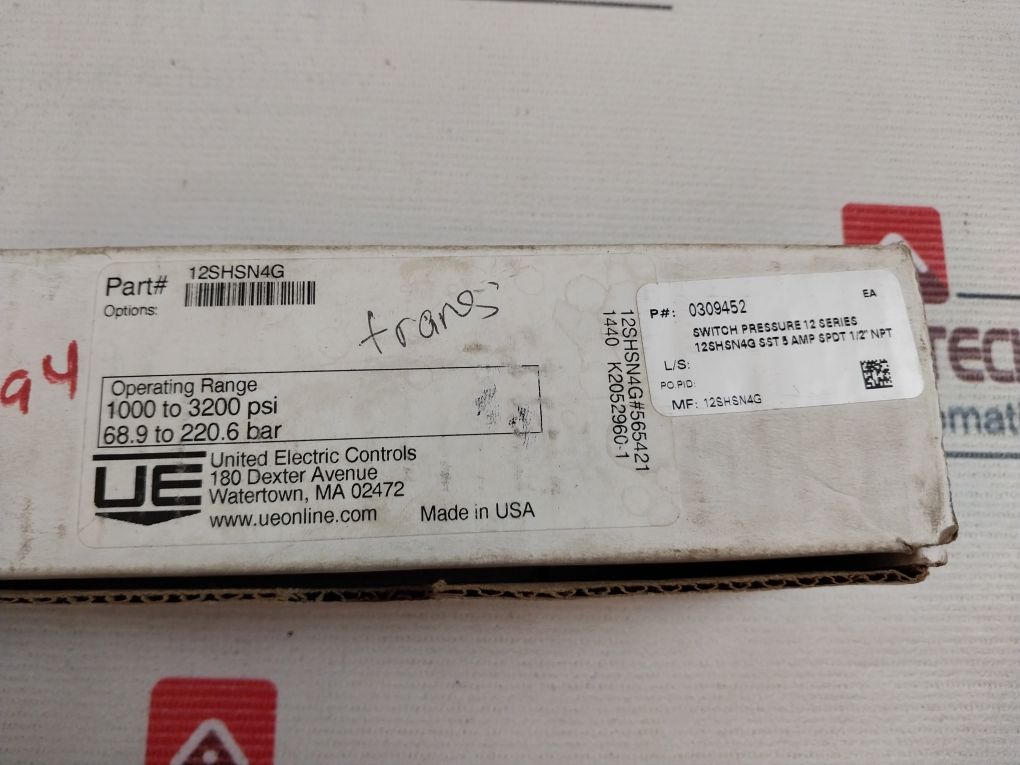 Part# 12SHSN4G
Options:
trans
94
Operating Range
1000 to 3200 psi
68.9 to 220.6 bar
UE
United Electric Controls
180 Dexter Avenue
Watertown, MA 02472
www.ueonline.com Made in USA
12SHSN4G#565421
1440 K2052960-1
EA
P#: 0309452
SWITCH PRESSURE 12 SERIES
12SHSN4G SST 5 AMP SPDT 1/2" NPT
L/S:
PO.PID:
MF: 12SHSN4G
TEC
omati